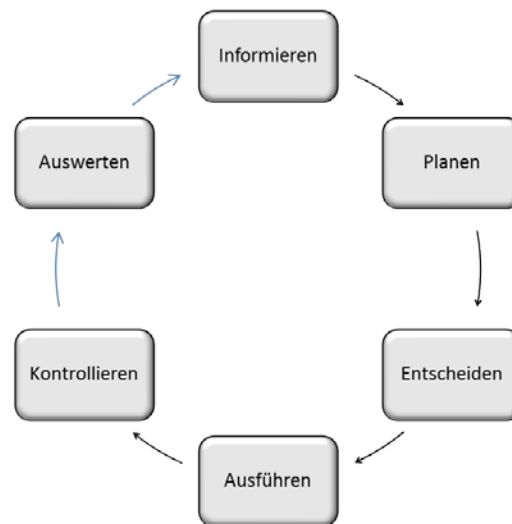 Informieren
Planen
Entscheiden
Ausführen
Kontrollieren
Auswerten